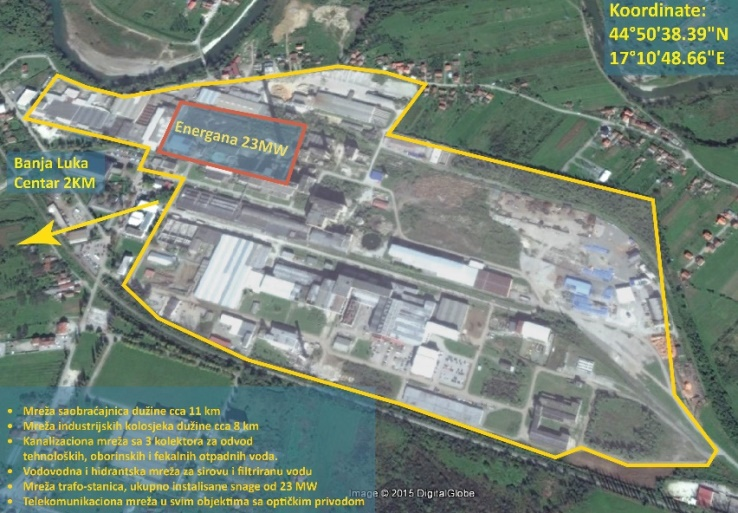 Koordinate:
44°50'38.39"N
17°10'48.66"E
Energana 23MW
Banja Luka
Centar 2KM
• Mreža saobraćajnica dužine cca 11 km
• Mreža industrijskih kolosjeka dužine cca 8 km
• Kanalizaciona mreža sa 3 kolektora za odvod
tehnoloških, oborinskih i fekalnih otpadnih voda.
• Vodovodna i hidrantska mreža za sirovu i filtriranu vodu
• Mreža trafo-stanica, ukupno instalisane snage od 23 MW
• Telekomunikaciona mreža u svim objektima sa optičkim privodom
Image © 2015 DigitalGlobe